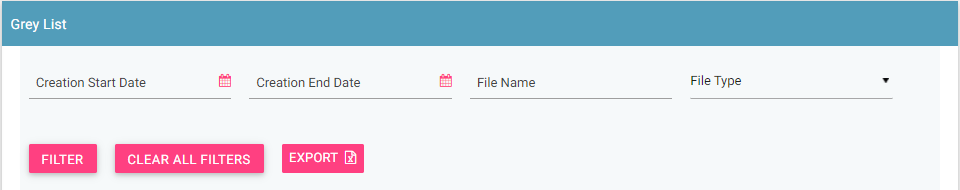 Grey List
Creation Start Date Creation End Date File Name File Type
FILTER CLEAR ALL FILTERS EXPORT